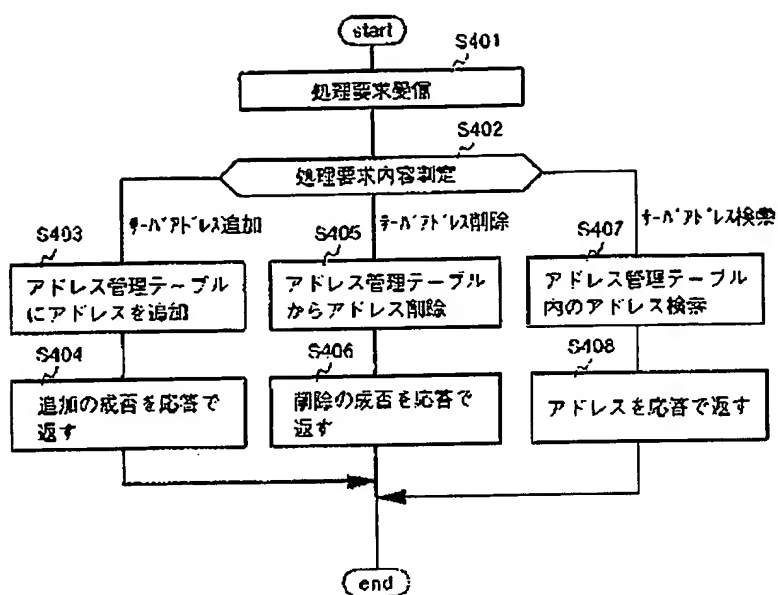 start
S401
処理要求受信
S402
処理要求内容判定
サーバアドレス追加
S403
アドレス管理テーブル
にアドレスを追加
S404
追加の成否を応答で
返す
サーバアドレス削除
S405
アドレス管理テーブル
からアドレス削除
S406
削除の成否を応答で
返す
サーバアドレス検索
S407
アドレス管理テーブル
内のアドレス検索
S408
アドレスを応答で返す
end